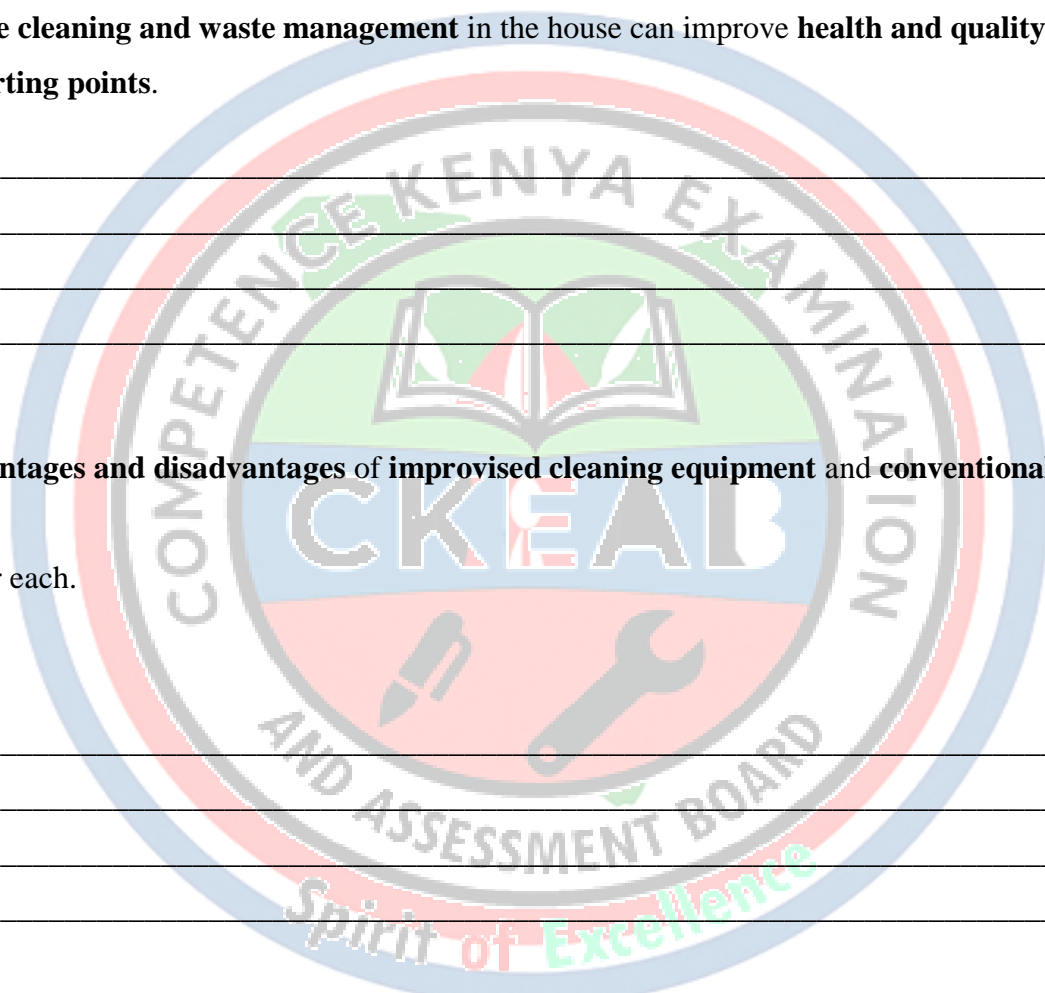 e cleaning and waste management in the house can improve health and quality
rting points.
COMPETENCE KENYA EXAMINATION
AND ASSESSMENT BOARD
CKEAB
Spirit of Excellence
ntages and disadvantages of improvised cleaning equipment and conventional
r each.